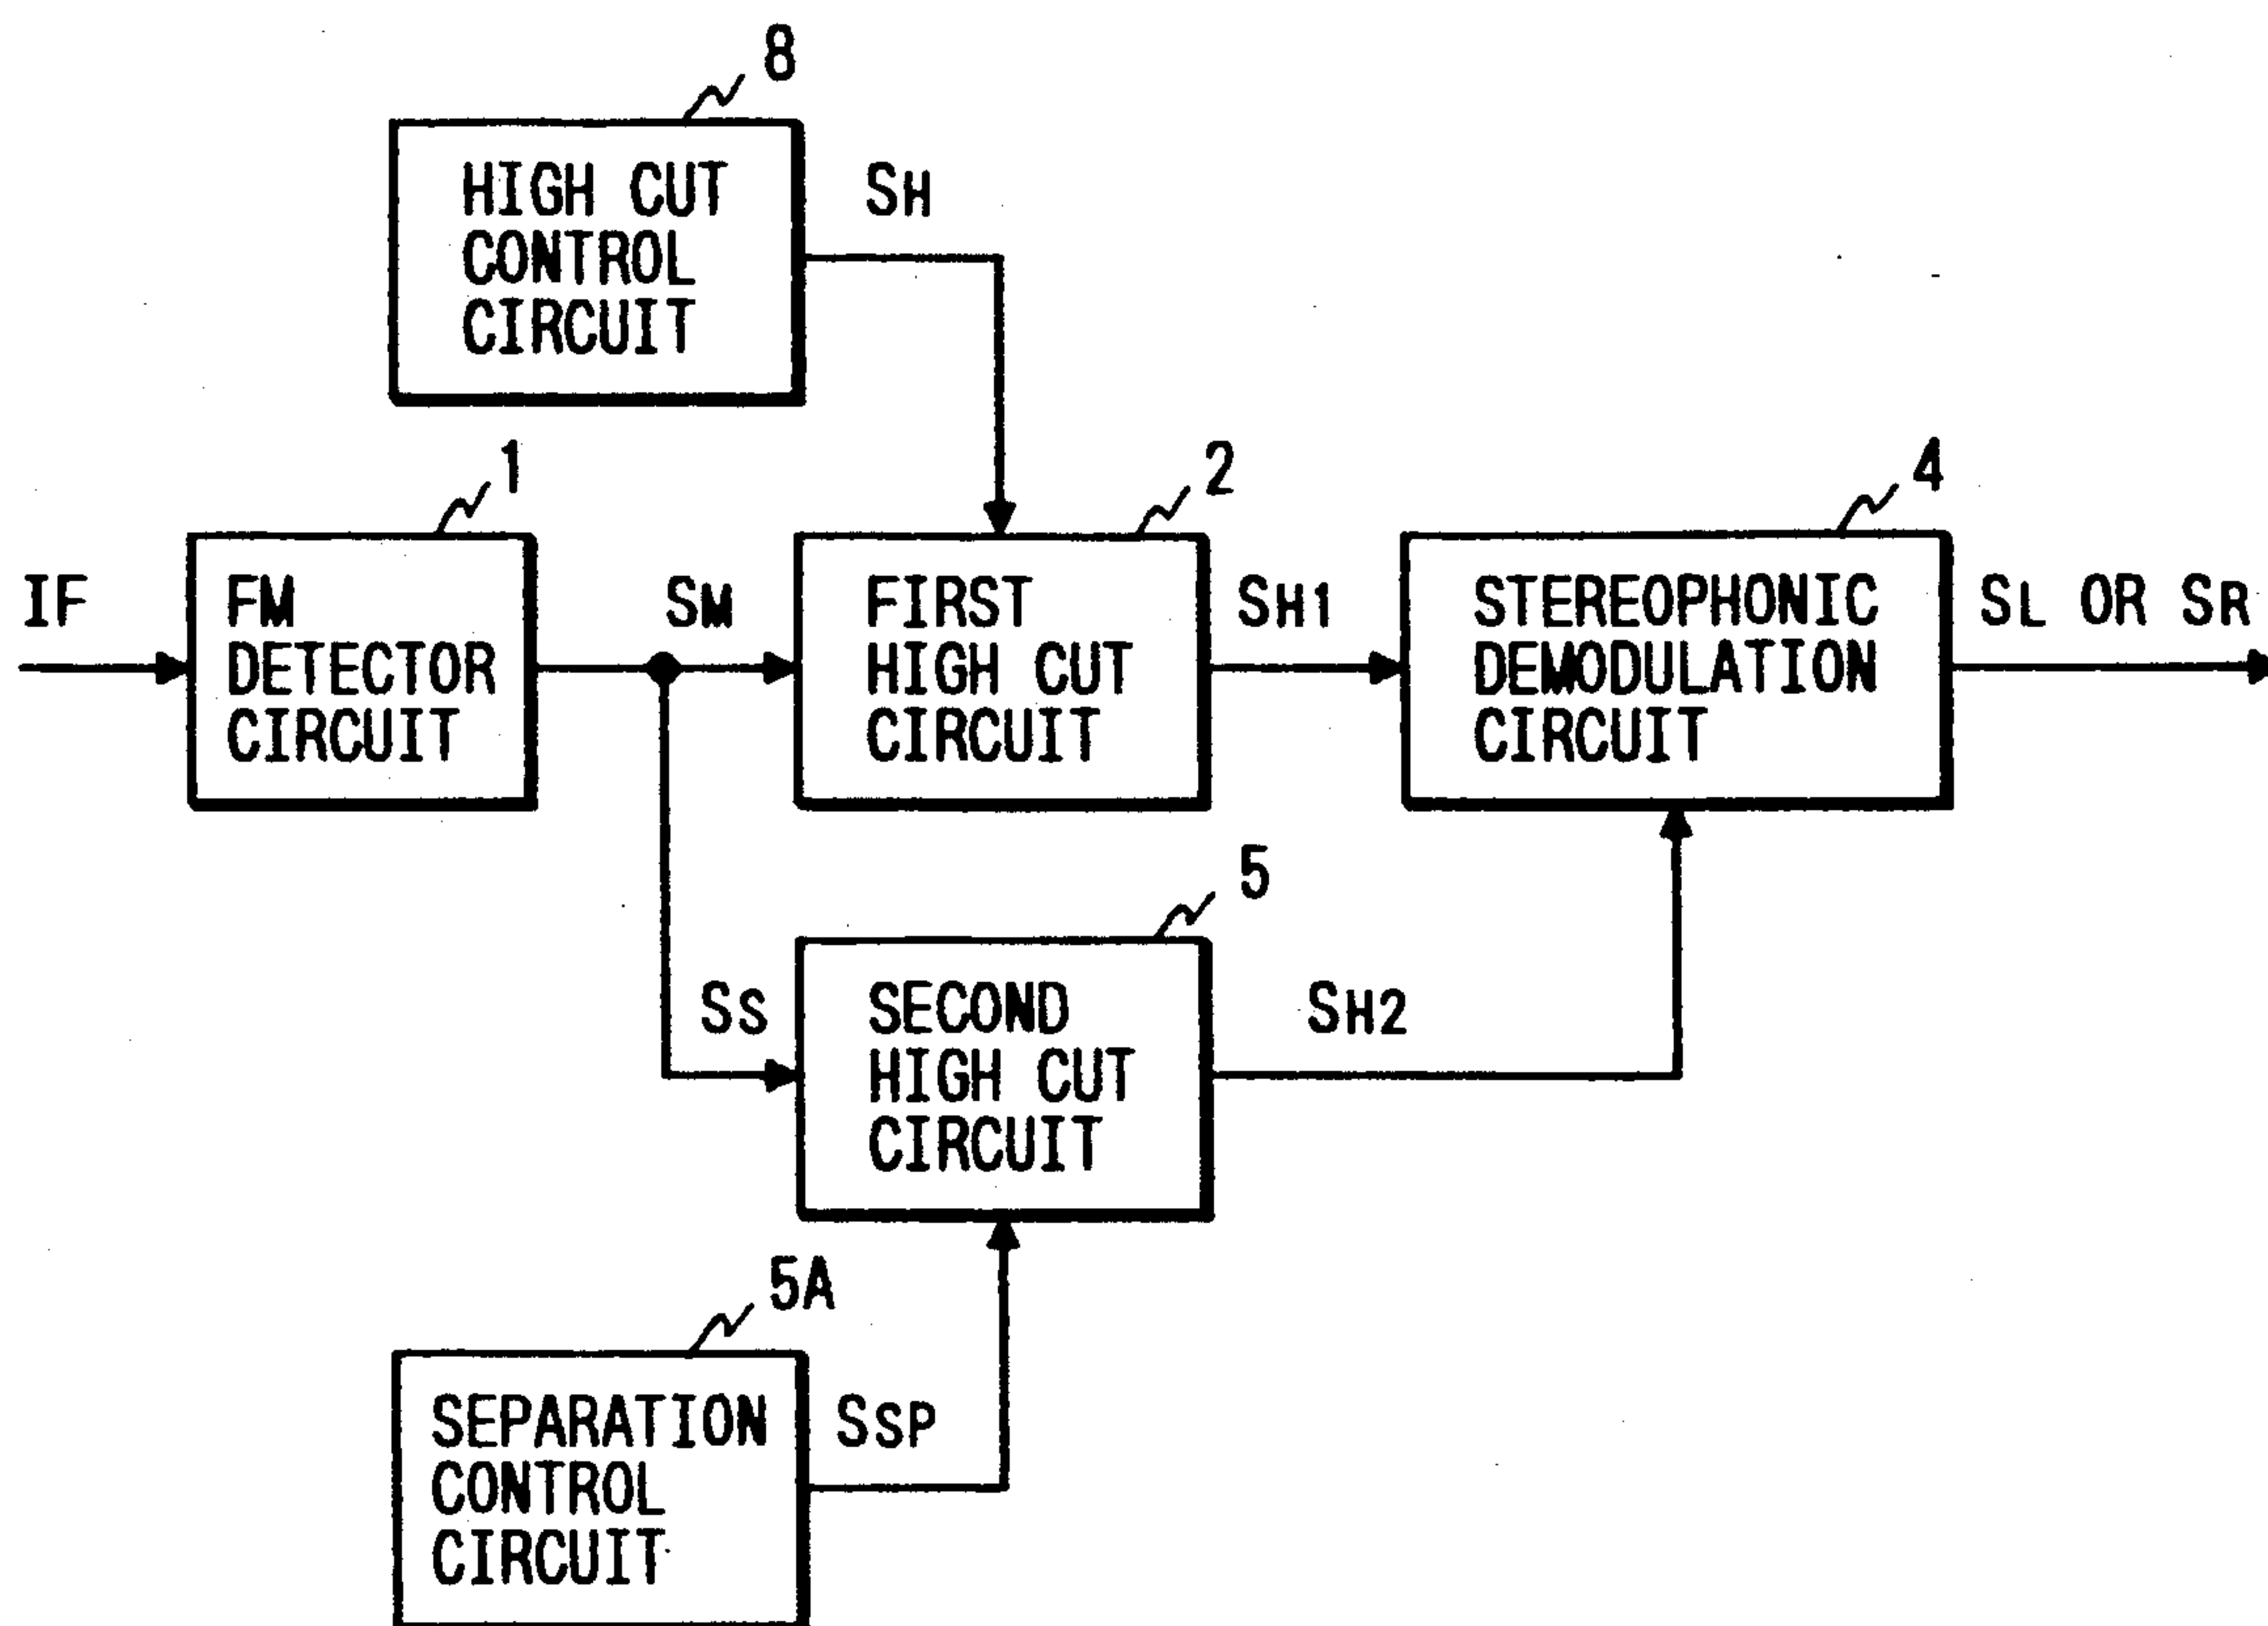 8
HIGH CUT
CONTROL
CIRCUIT
SH
1
2
4
IF
FM
DETECTOR
CIRCUIT
SM
FIRST
HIGH CUT
CIRCUIT
SH1
STEREOPHONIC
DEMODULATION
CIRCUIT
SL OR SR
5
SS
SECOND
HIGH CUT
CIRCUIT
SH2
5A
SEPARATION
CONTROL
CIRCUIT
SSP